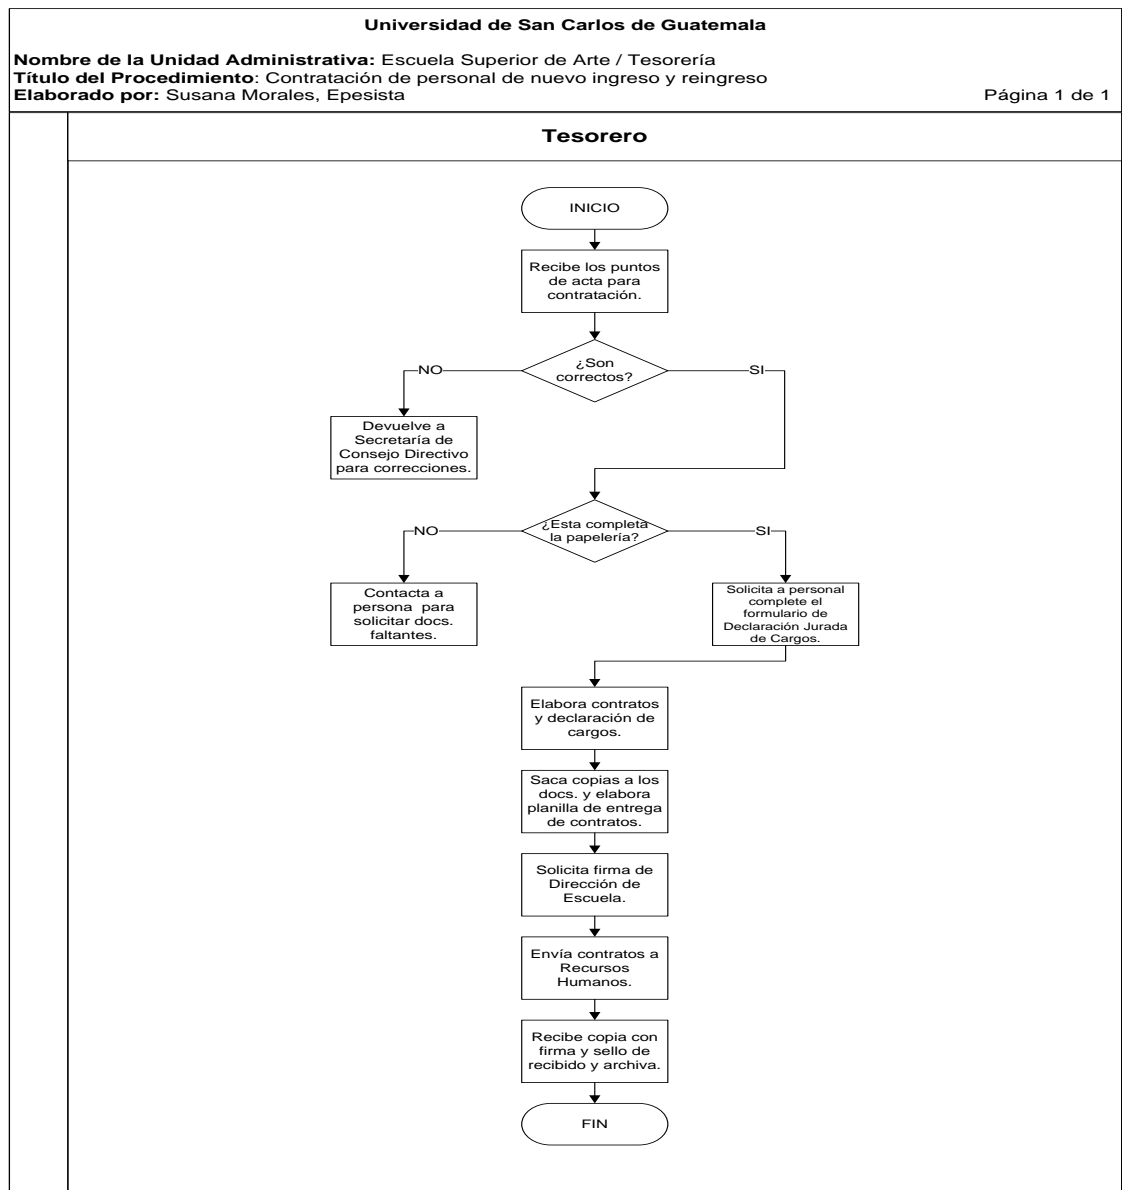 Universidad de San Carlos de Guatemala
Nombre de la Unidad Administrativa: Escuela Superior de Arte / Tesorería
Título del Procedimiento: Contratación de personal de nuevo ingreso y reingreso
Elaborado por: Susana Morales, Epesista
Página 1 de 1
Tesorero
INICIO
Recibe los puntos
de acta para
contratación.
¿Son
correctos?
NO
SI
Devuelve a
Secretaría de
Consejo Directivo
para correcciones.
¿Esta completa
la papelería?
NO
SI
Contacta a
persona para
solicitar docs.
faltantes.
Solicita a personal
complete el
formulario de
Declaración Jurada
de Cargos.
Elabora contratos
y declaración de
cargos.
Saca copias a los
docs. y elabora
planilla de entrega
de contratos.
Solicita firma de
Dirección de
Escuela.
Envía contratos a
Recursos
Humanos.
Recibe copia con
firma y sello de
recibido y archiva.
FIN